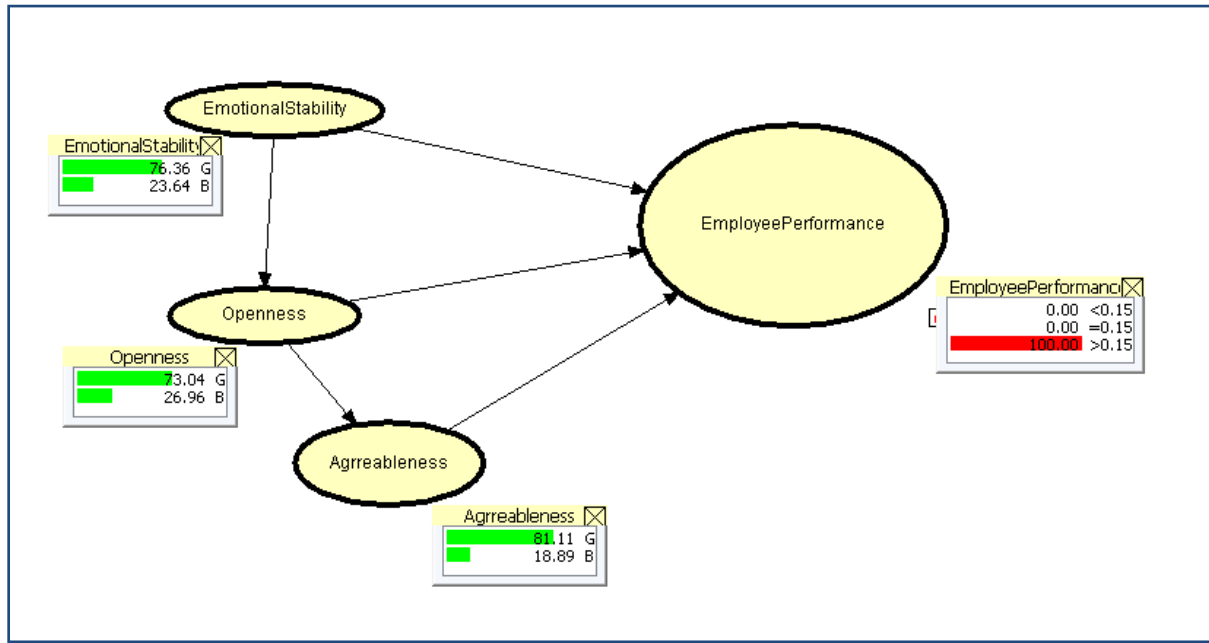 EmotionalStability
EmotionalStability
76.36 G
23.64 B
EmployeePerformance
EmployeePerformance
0.00 <0.15
0.00 =0.15
100.00 >0.15
Openness
Openness
73.04 G
26.96 B
Agrreableness
Agrreableness
81.11 G
18.89 B